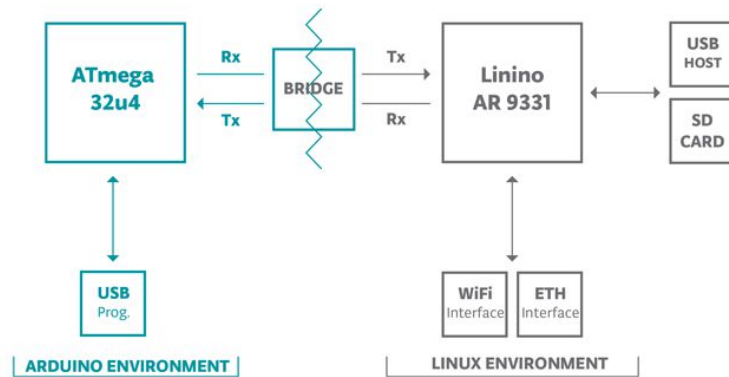 ATmega
32u4
Rx
Tx
BRIDGE
Tx
Rx
Linino
AR 9331
USB
HOST
SD
CARD
USB
Prog.
WiFi
Interface
ETH
Interface
ARDUINO ENVIRONMENT
LINUX ENVIRONMENT